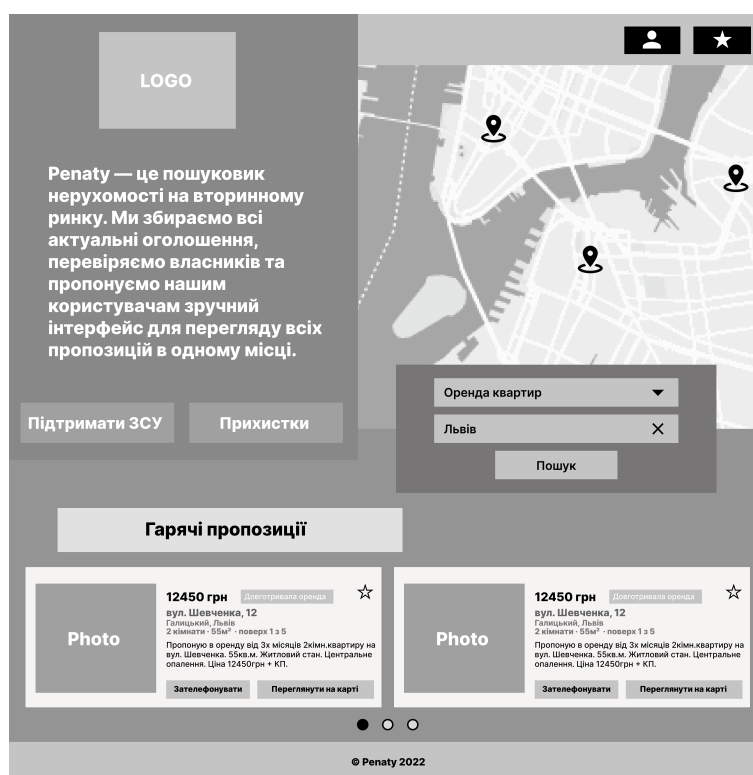 LOGO
Penaty — це пошуковик
нерухомості на вторинному
ринку. Ми збираємо всі
актуальні оголошення,
перевіряємо власників та
пропонуємо нашим
користувачам зручний
інтерфейс для перегляду всіх
пропозицій в одному місці.
Підтримати ЗСУ
Прихистки
Оренда квартир
Львів
Пошук
Гарячі пропозиції
Photo
12450 грн
Довготривала оренда
вул. Шевченка, 12
Галицький, Львів
2 кімнати · 55м² · поверх 1 з 5
Пропоную в оренду від 3х місяців 2кімн.квартиру на
вул. Шевченка. 55кв.м. Житловий стан. Центральне
опалення. Ціна 12450грн + КП.
Зателефонувати
Переглянути на карті
Photo
12450 грн
Довготривала оренда
вул. Шевченка, 12
Галицький, Львів
2 кімнати · 55м² · поверх 1 з 5
Пропоную в оренду від 3х місяців 2кімн.квартиру на
вул. Шевченка. 55кв.м. Житловий стан. Центральне
опалення. Ціна 12450грн + КП.
Зателефонувати
Переглянути на карті
© Penaty 2022